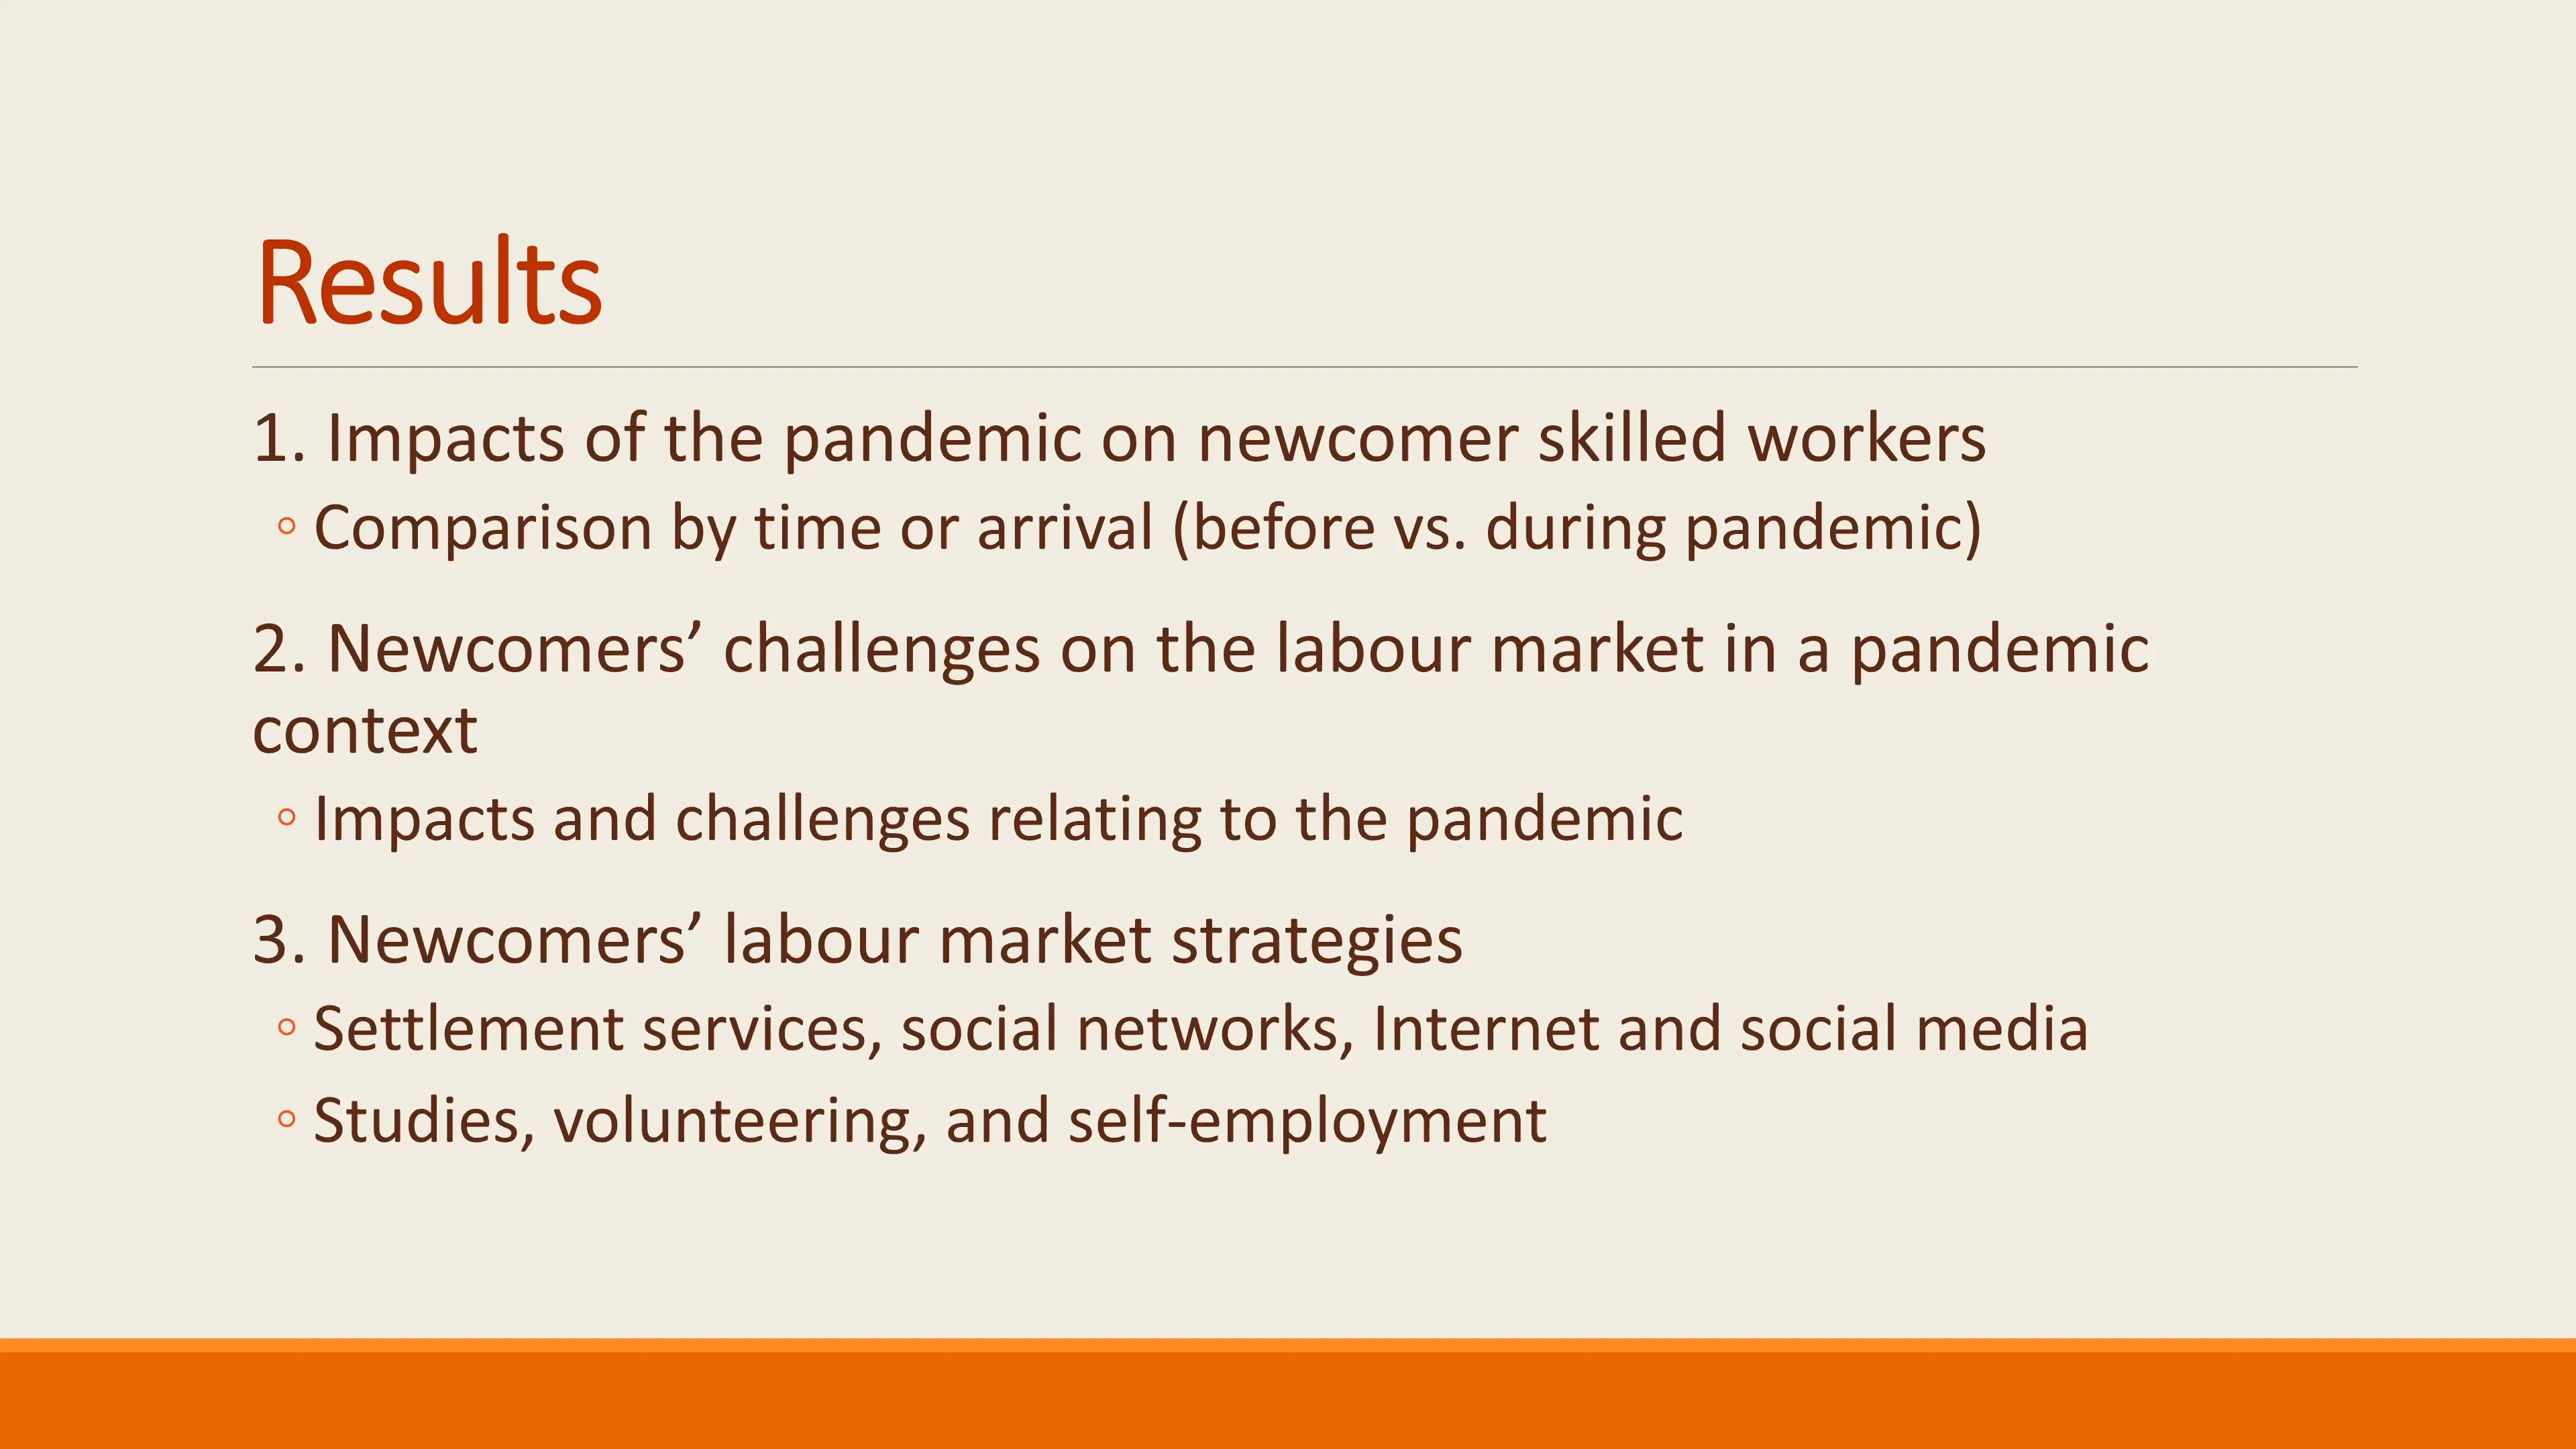 Results
1. Impacts of the pandemic on newcomer skilled workers
◦ Comparison by time or arrival (before vs. during pandemic)
2. Newcomers’ challenges on the labour market in a pandemic
context
◦ Impacts and challenges relating to the pandemic
3. Newcomers’ labour market strategies
◦ Settlement services, social networks, Internet and social media
◦ Studies, volunteering, and self-employment